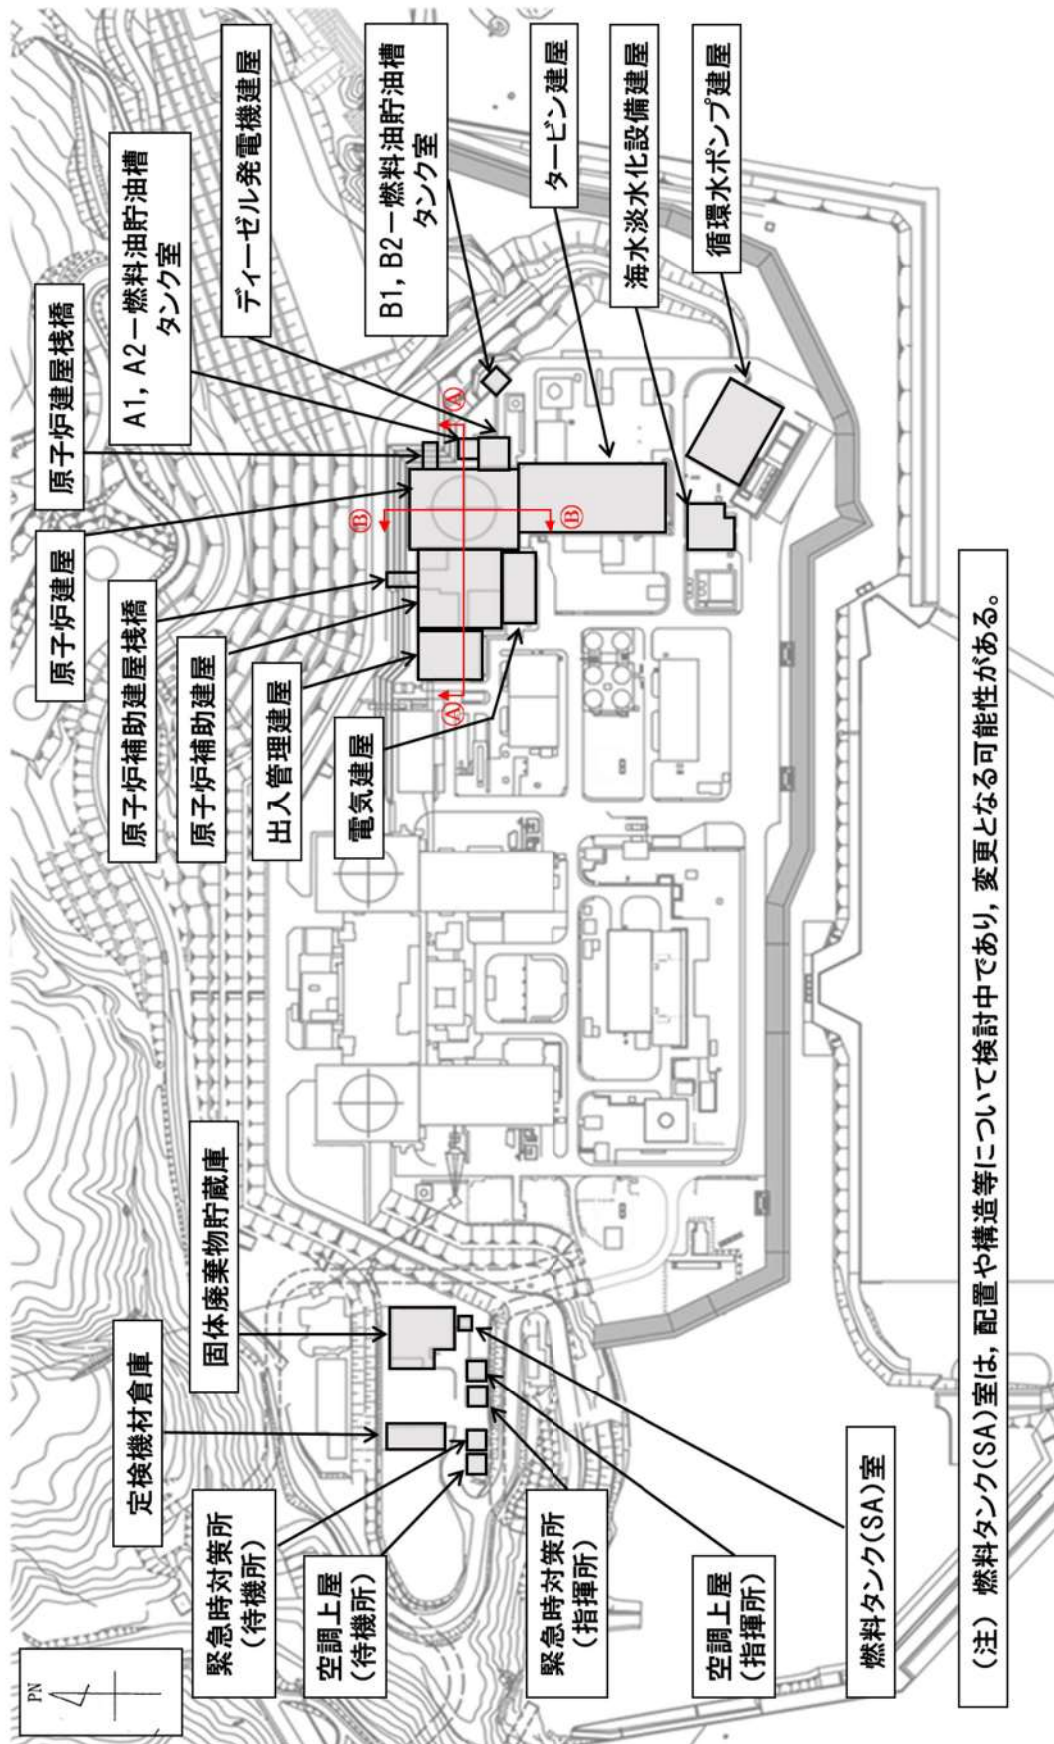 PN
定検機材倉庫
固体廃棄物貯蔵庫
緊急時対策所
(待機所)
空調上屋
(待機所)
緊急時対策所
(指揮所)
空調上屋
(指揮所)
燃料タンク(SA)室
原子炉建屋桟橋
原子炉建屋
A1, A2－燃料油貯油槽
タンク室
原子炉補助建屋桟橋
原子炉補助建屋
出入管理建屋
電気建屋
ディーゼル発電機建屋
B1, B2－燃料油貯油槽
タンク室
タービン建屋
海水淡水化設備建屋
循環水ポンプ建屋
Ⓐ
Ⓐ
Ⓑ
Ⓑ
(注) 燃料タンク(SA)室は, 配置や構造等について検討中であり, 変更となる可能性がある。